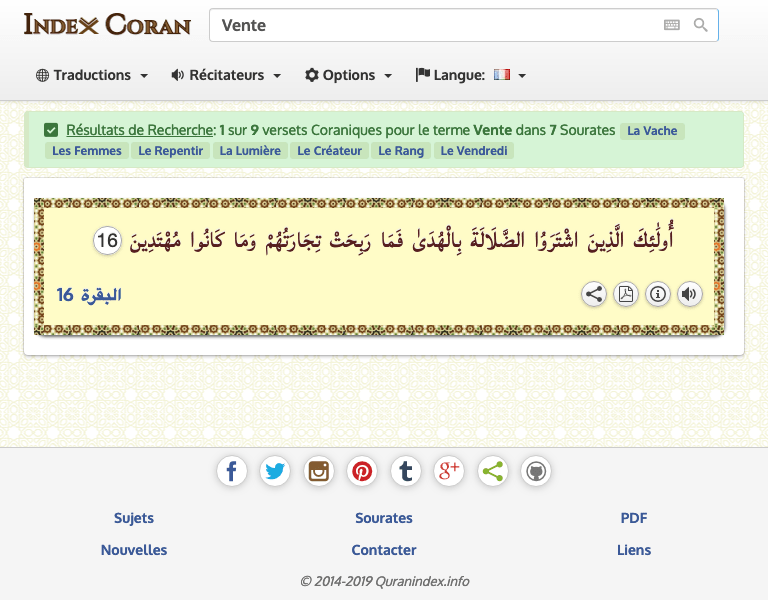 INDEX CORAN
Vente
Traductions
Récitateurs
Options
Langue:
Résultats de Recherche: 1 sur 9 versets Coraniques pour le terme Vente dans 7 Sourates La Vache
Les Femmes Le Repentir La Lumière Le Créateur Le Rang Le Vendredi
أُولَٰئِكَ الَّذِينَ اشْتَرَوُا الضَّلَالَةَ بِالْهُدَىٰ فَمَا رَبِحَتْ تِجَارَتُهُمْ وَمَا كَانُوا مُهْتَدِينَ 16
البقرة 16
Sujets Sourates PDF
Nouvelles Contacter Liens
© 2014-2019 Quranindex.info